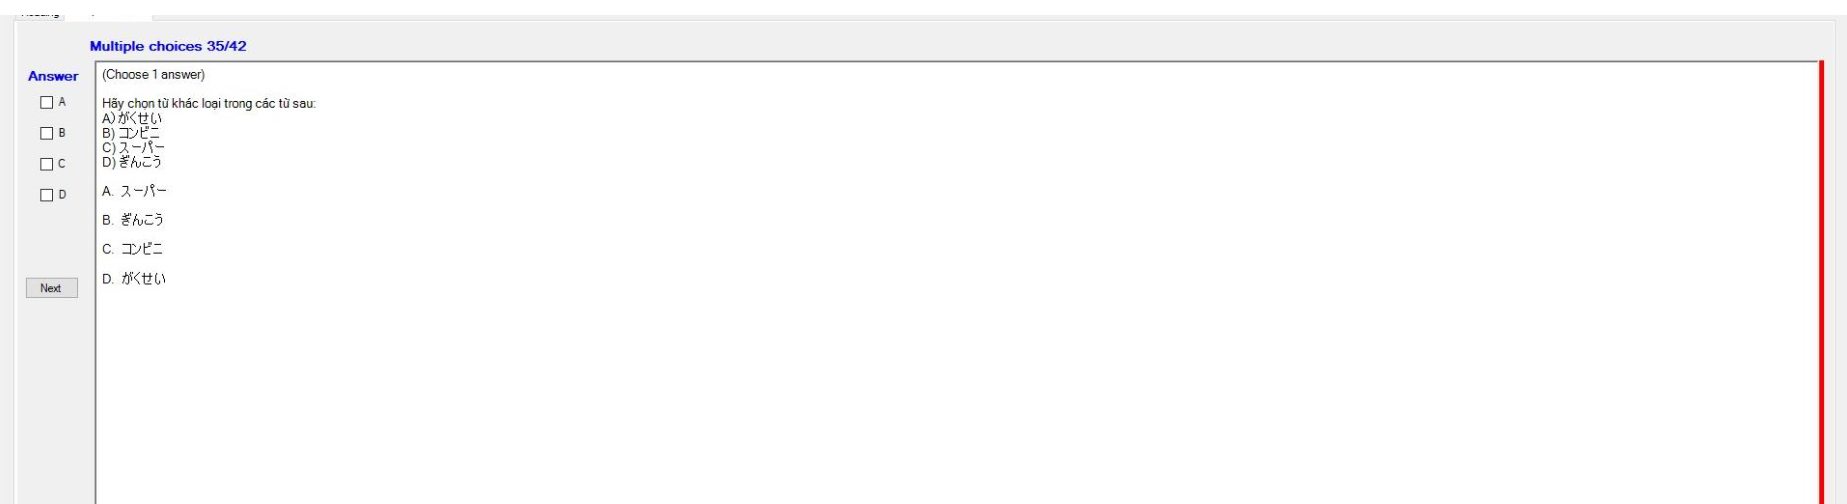 Multiple choices 35/42
Answer
(Choose 1 answer)
A
Hãy chọn từ khác loại trong các từ sau:
A) がくせい
B
B) コンビニ
C) スーパー
C
D) ぎんこう
D
A. スーパー
B. ぎんこう
C. コンビニ
D. がくせい
Next